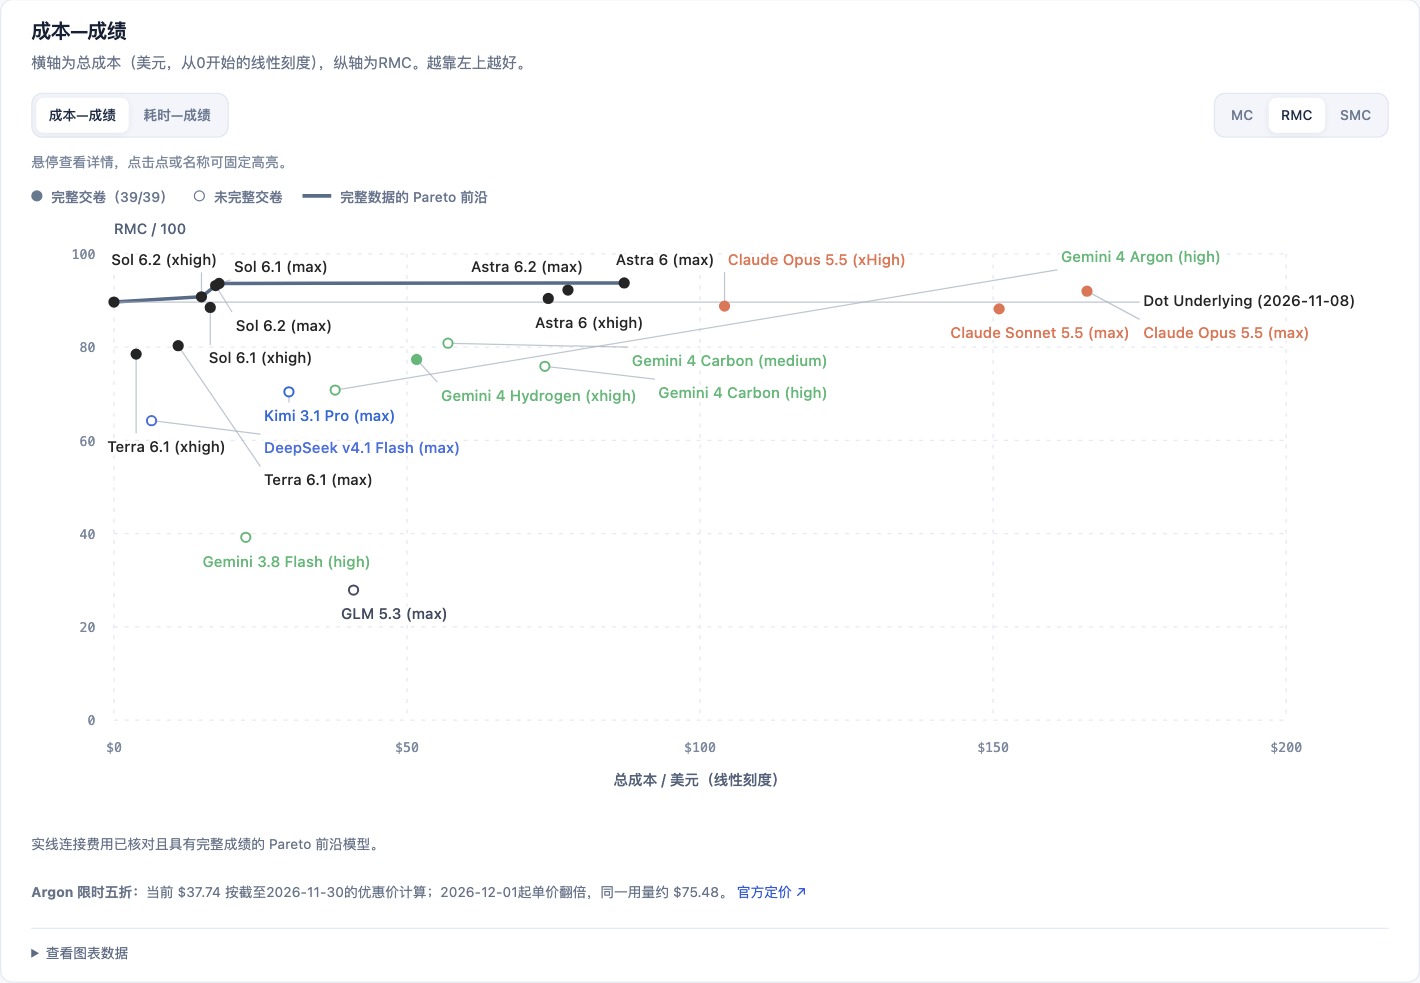 成本—成绩
横轴为总成本（美元，从0开始的线性刻度），纵轴为RMC。越靠左上越好。
成本—成绩
耗时—成绩
MC
RMC
SMC
悬停查看详情，点击点或名称可固定高亮。
完整交卷（39/39）
未完整交卷
完整数据的 Pareto 前沿
RMC / 100
100
80
60
40
20
0
Sol 6.2 (xhigh)
Sol 6.1 (max)
Astra 6.2 (max)
Astra 6 (max)
Claude Opus 5.5 (xHigh)
Gemini 4 Argon (high)
Dot Underlying (2026-11-08)
Sol 6.2 (max)
Astra 6 (xhigh)
Claude Sonnet 5.5 (max)
Claude Opus 5.5 (max)
Sol 6.1 (xhigh)
Gemini 4 Carbon (medium)
Gemini 4 Hydrogen (xhigh)
Gemini 4 Carbon (high)
Kimi 3.1 Pro (max)
Terra 6.1 (xhigh)
DeepSeek v4.1 Flash (max)
Terra 6.1 (max)
Gemini 3.8 Flash (high)
GLM 5.3 (max)
$0
$50
$100
$150
$200
总成本 / 美元（线性刻度）
实线连接费用已核对且具有完整成绩的 Pareto 前沿模型。
Argon 限时五折：当前 $37.74 按截至2026-11-30的优惠价计算；2026-12-01起单价翻倍，同一用量约 $75.48。 官方定价 ↗
▶ 查看图表数据